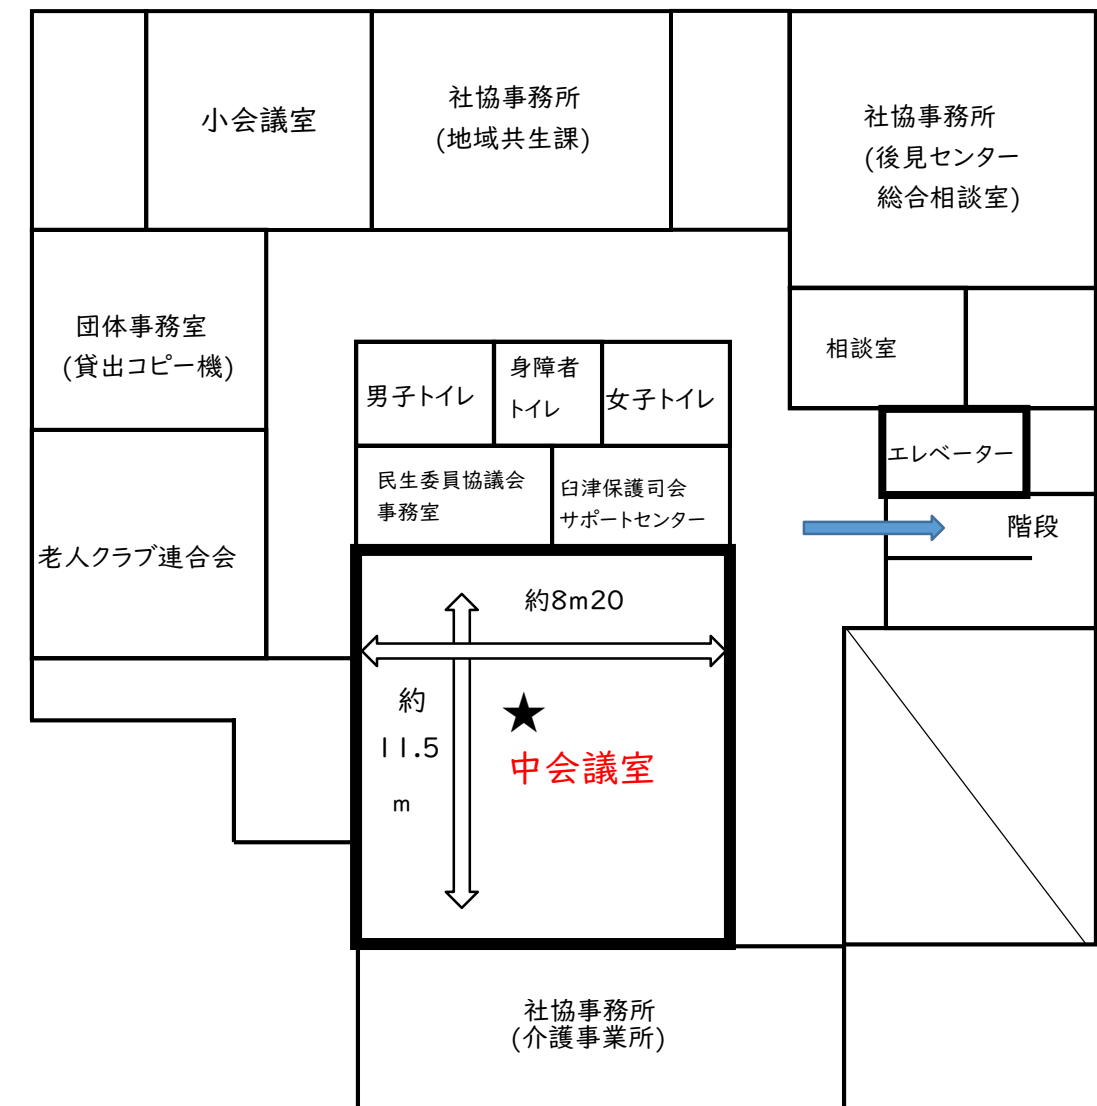 小会議室
社協事務所
(地域共生課)
社協事務所
(後見センター
総合相談室)
団体事務室
(貸出コピー機)
相談室
男子トイレ
身障者
トイレ
女子トイレ
エレベーター
民生委員協議会
事務室
臼津保護司会
サポートセンター
階段
老人クラブ連合会
約8m20
約
11.5
m
★
中会議室
社協事務所
(介護事業所)